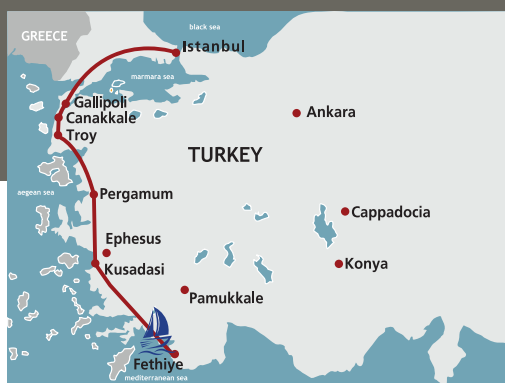 black sea
GREECE
Istanbul
marmara sea
Gallipoli
Canakkale
Troy
Ankara
TURKEY
aegean sea
Pergamum
Cappadocia
Ephesus
Kusadasi
Konya
Pamukkale
Fethiye
mediterranean sea